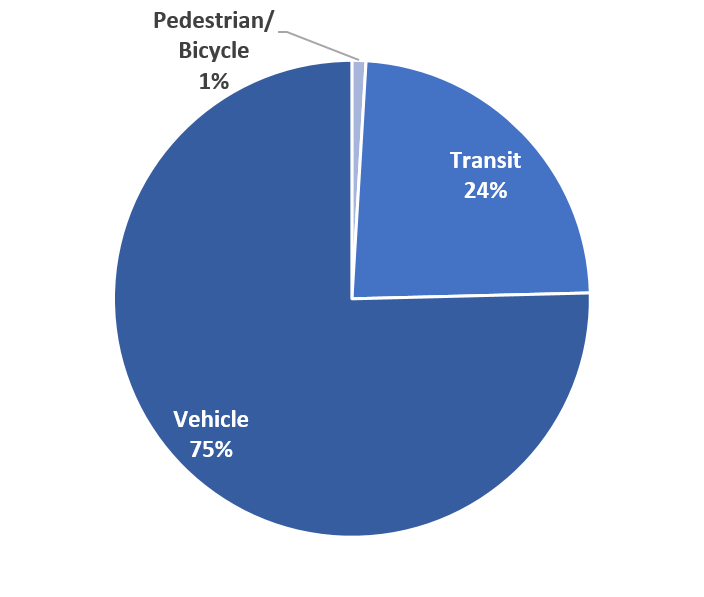 Pedestrian/
Bicycle
1%
Transit
24%
Vehicle
75%